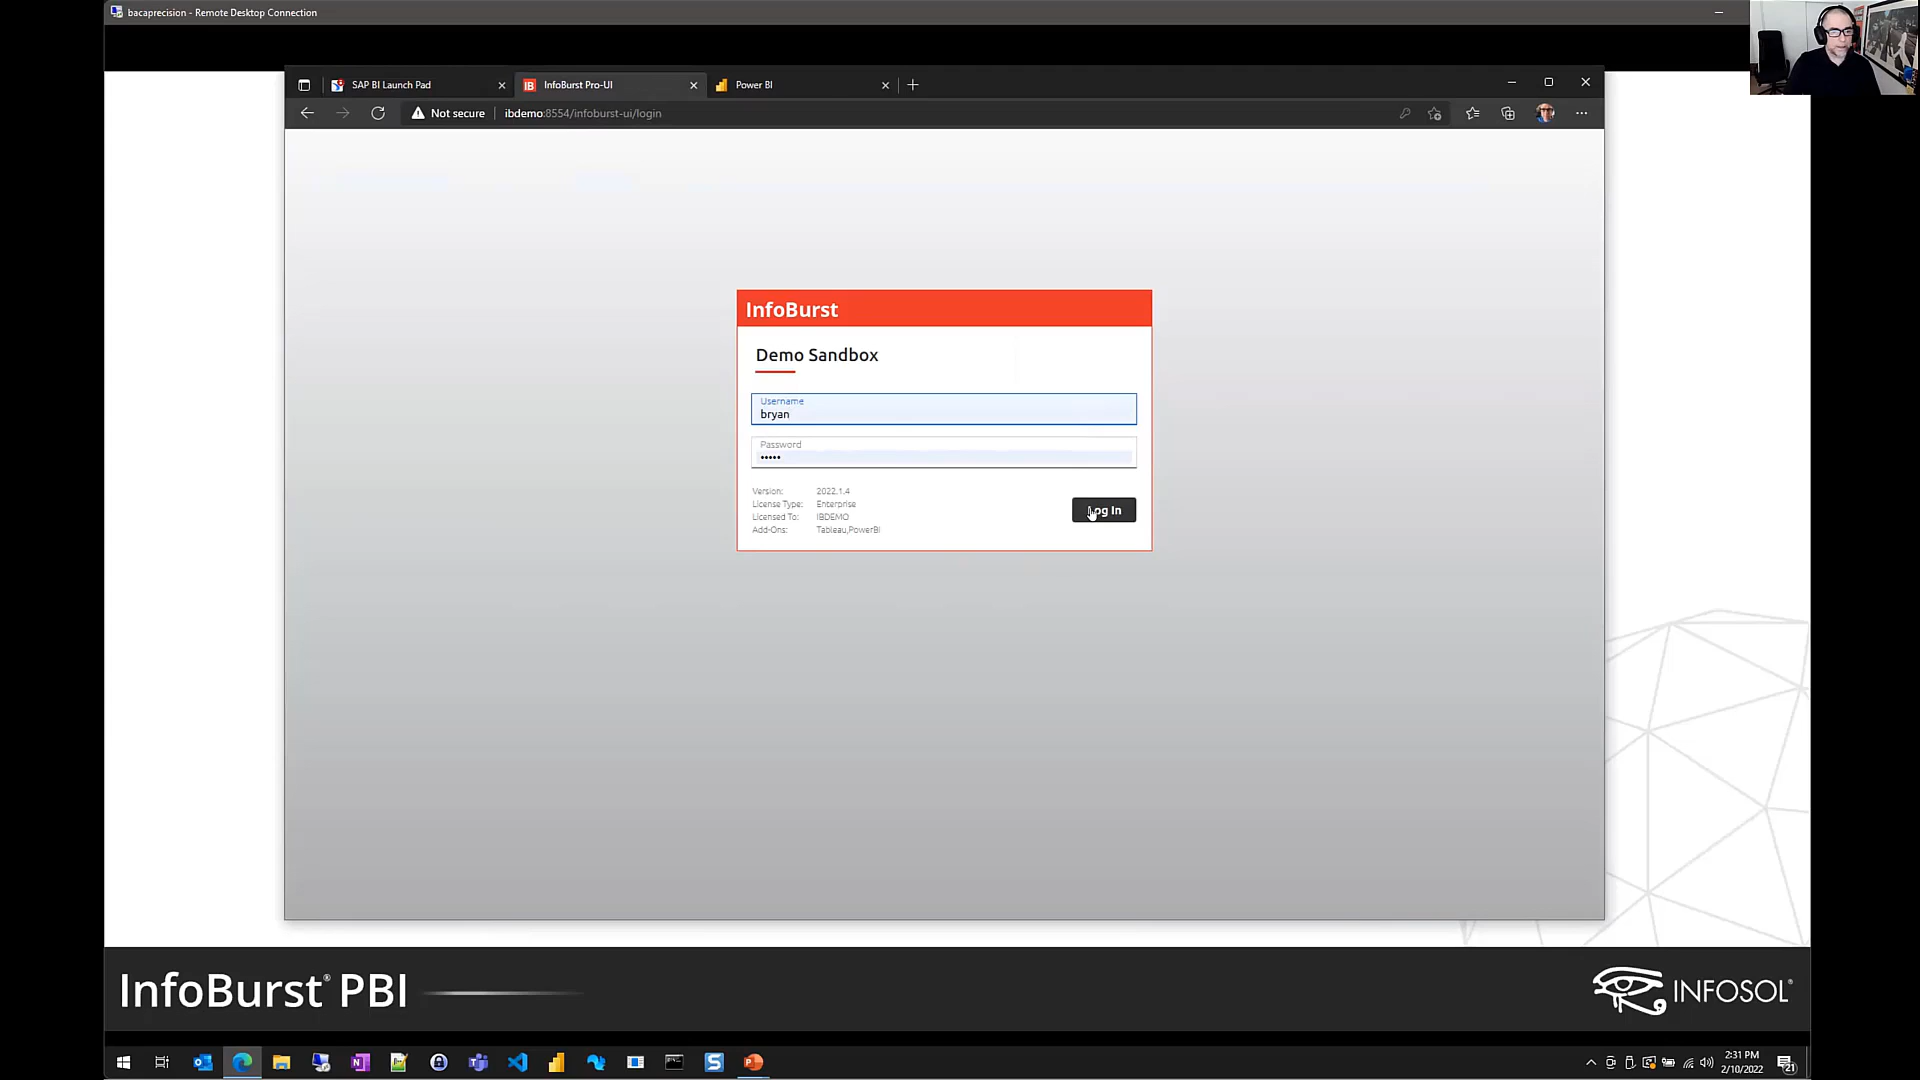 bacaprecision - Remote Desktop Connection
SAP BI Launch Pad
InfoBurst Pro-UI
Power BI
Not secure
ibdemo:8554/infoburst-ui/login
InfoBurst
Demo Sandbox
Username
bryan
Password
•••••
Version: 2022.1.4
License Type: Enterprise
Licensed To: IBDEMO
Add-Ons: Tableau,PowerBI
Log In
InfoBurst® PBI
INFOSOL®
2:31 PM
2/10/2022
21